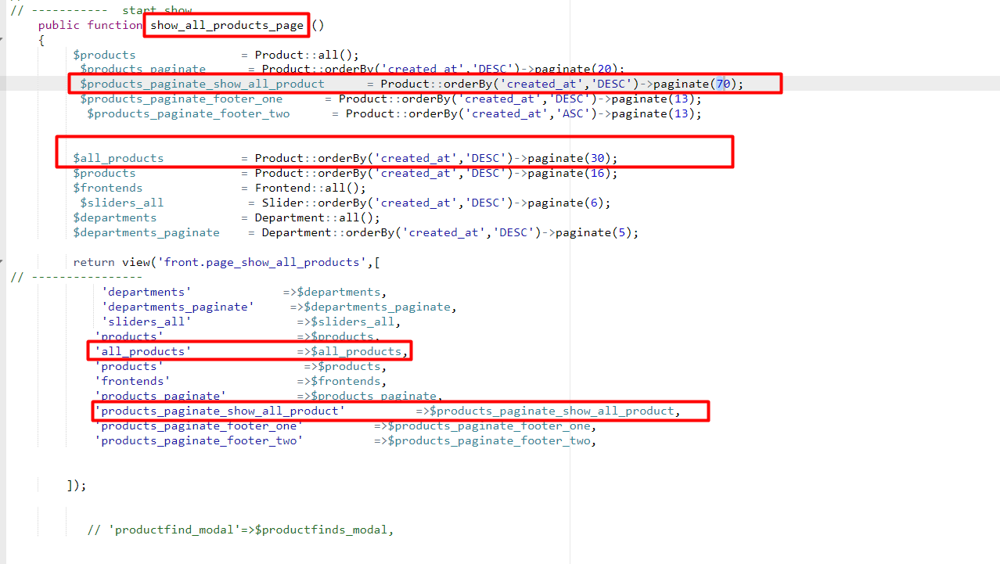 // ----------- start show
public function show_all_products_page ()
{
$products = Product::all();
$products_paginate = Product::orderBy('created_at','DESC')->paginate(20);
$products_paginate_show_all_product = Product::orderBy('created_at','DESC')->paginate(70);
$products_paginate_footer_one = Product::orderBy('created_at','DESC')->paginate(13);
$products_paginate_footer_two = Product::orderBy('created_at','ASC')->paginate(13);
$all_products = Product::orderBy('created_at','DESC')->paginate(30);
$products = Product::orderBy('created_at','DESC')->paginate(16);
$frontends = Frontend::all();
$sliders_all = Slider::orderBy('created_at','DESC')->paginate(6);
$departments = Department::all();
$departments_paginate = Department::orderBy('created_at','DESC')->paginate(5);
return view('front.page_show_all_products',[
// ----------------
'departments' =>$departments,
'departments_paginate' =>$departments_paginate,
'sliders_all' =>$sliders_all,
'products' =>$products,
'all_products' =>$all_products,
'products' =>$products,
'frontends' =>$frontends,
'products_paginate' =>$products_paginate,
'products_paginate_show_all_product' =>$products_paginate_show_all_product,
'products_paginate_footer_one' =>$products_paginate_footer_one,
'products_paginate_footer_two' =>$products_paginate_footer_two,
]);
// 'productfind_modal'=>$productfinds_modal,